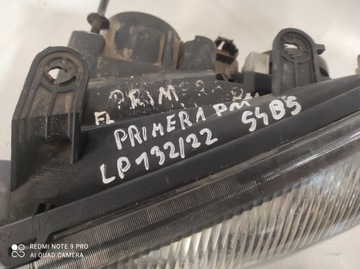 PRIMERA
PRIMERA
LP132/22 S4B5
REDMI NOTE 9 PRO
AI QUAD CAMERA